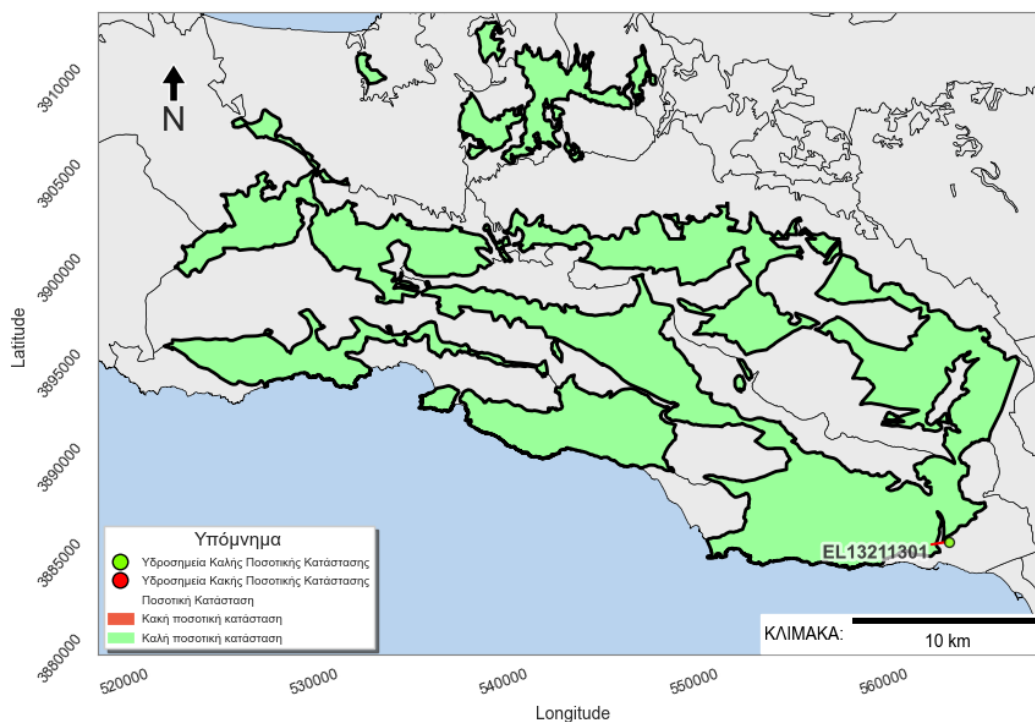 3910000
3905000
3900000
3895000
3890000
3885000
3880000
Latitude
N
EL13211301
Υπόμνημα
Υδροσημεία Καλής Ποσοτικής Κατάστασης
Υδροσημεία Κακής Ποσοτικής Κατάστασης
Ποσοτική Κατάσταση
Κακή ποσοτική κατάσταση
Καλή ποσοτική κατάσταση
ΚΛΙΜΑΚΑ:
10 km
520000
530000
540000
550000
560000
Longitude